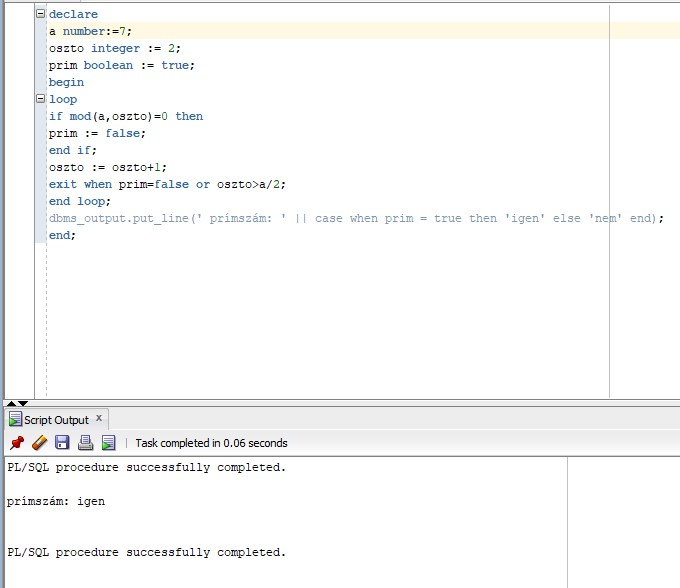 declare
a number:=7;
oszto integer := 2;
prim boolean := true;
begin
loop
if mod(a,oszto)=0 then
prim := false;
end if;
oszto := oszto+1;
exit when prim=false or oszto>a/2;
end loop;
dbms_output.put_line(' prímszám: ' || case when prim = true then 'igen' else 'nem' end);
end;
Script Output x
Task completed in 0.06 seconds
PL/SQL procedure successfully completed.
prímszám: igen
PL/SQL procedure successfully completed.